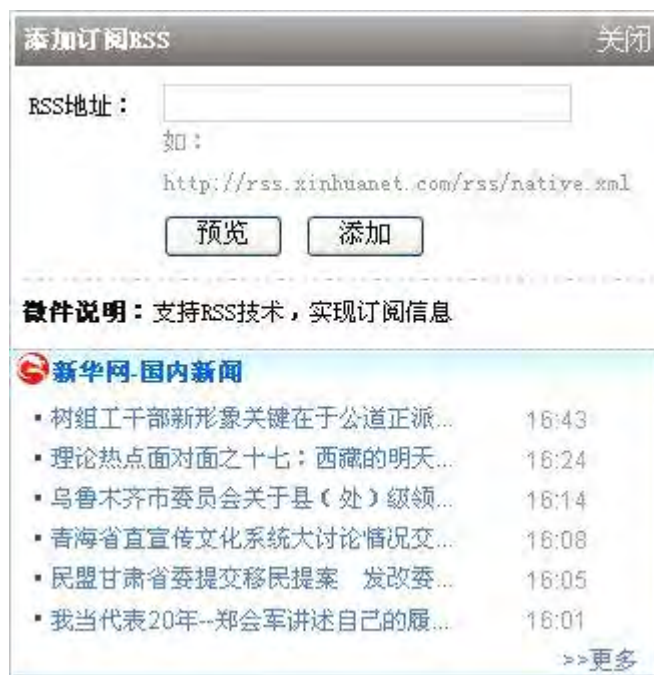 添加订阅RSS 关闭
RSS地址：
如：
http://rss.xinhuanet.com/rss/native.xml
预览 添加
微件说明：支持RSS技术，实现订阅信息
新华网-国内新闻
▪ 树组工干部新形象关键在于公道正派... 16:43
▪ 理论热点面对面之十七：西藏的明天... 16:24
▪ 乌鲁木齐市委员会关于县（处）级领... 16:14
▪ 青海省直宣传文化系统大讨论情况交... 16:08
▪ 民盟甘肃省委提交移民提案　发改委... 16:05
▪ 我当代表20年--郑会军讲述自己的履... 16:01
>>更多